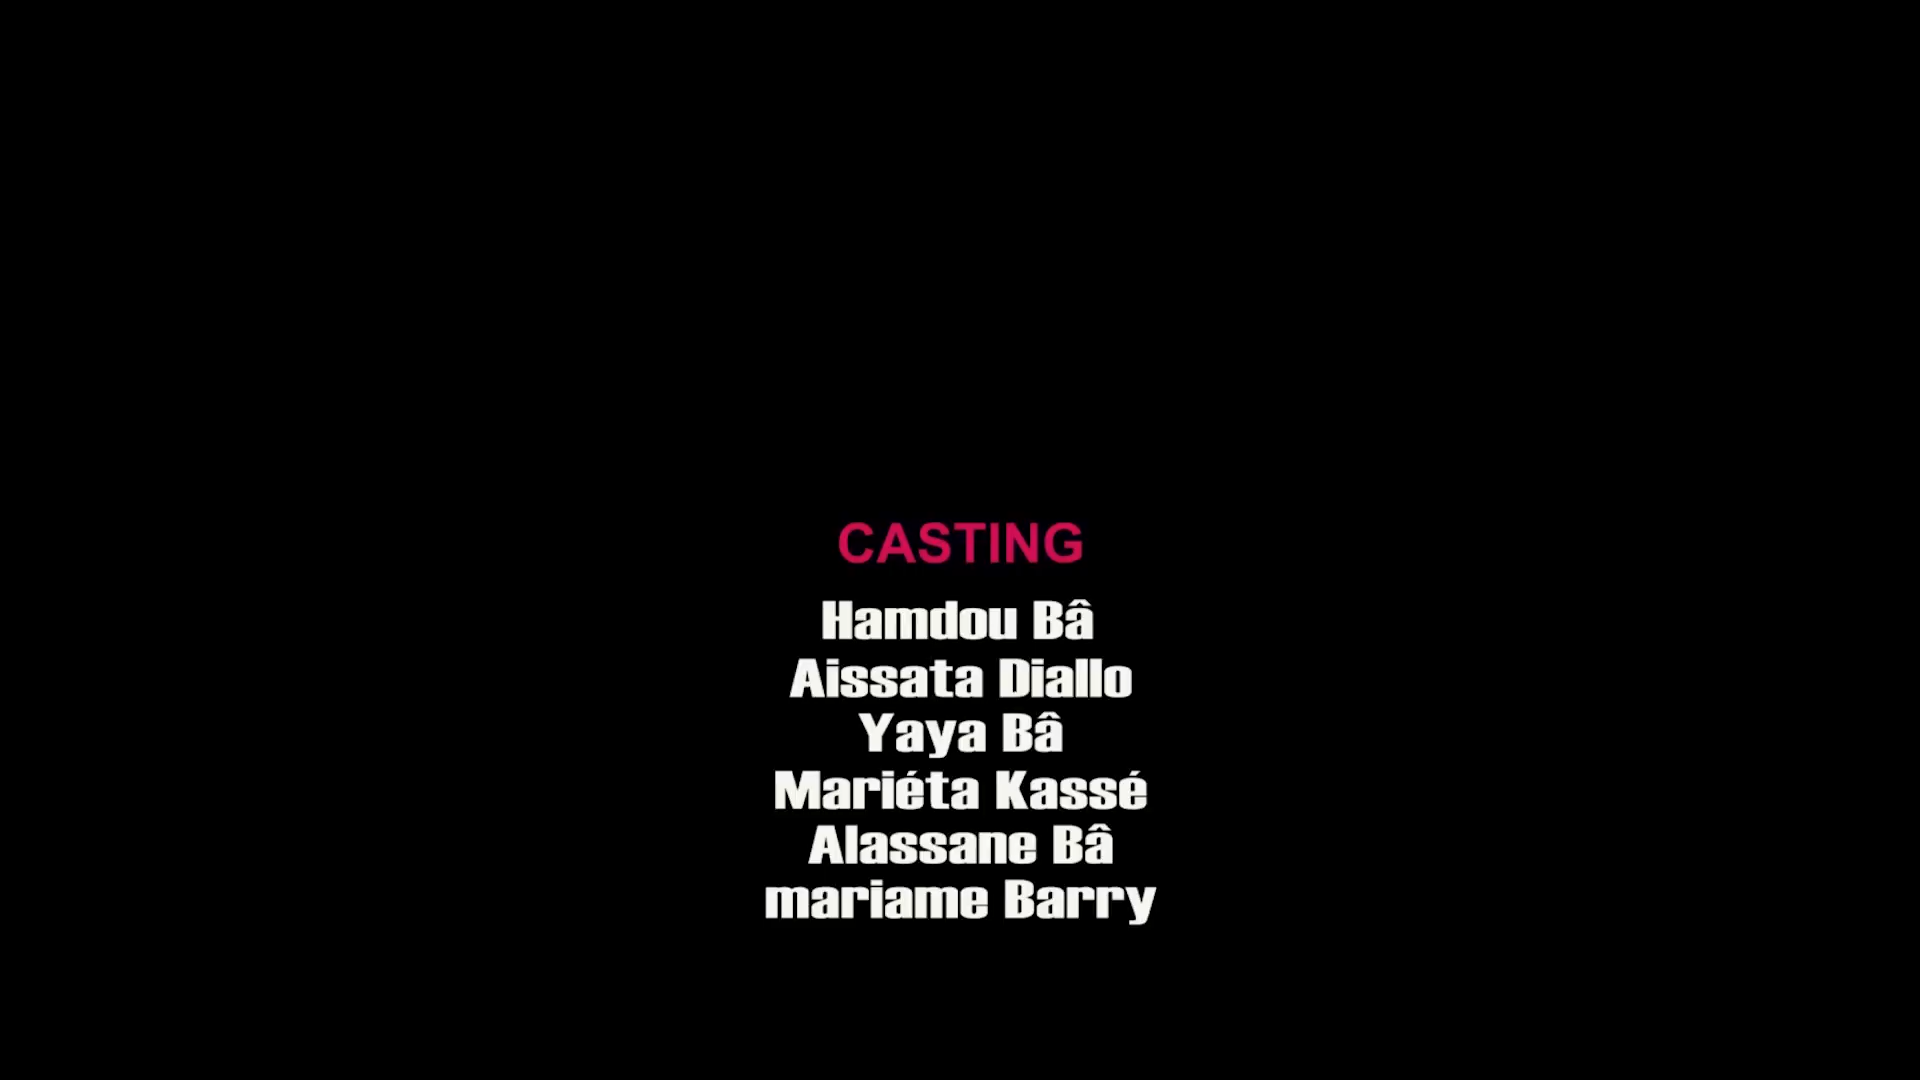 CASTING
Hamdou Bâ
Aissata Diallo
Yaya Bâ
Mariéta Kassé
Alassane Bâ
mariame Barry